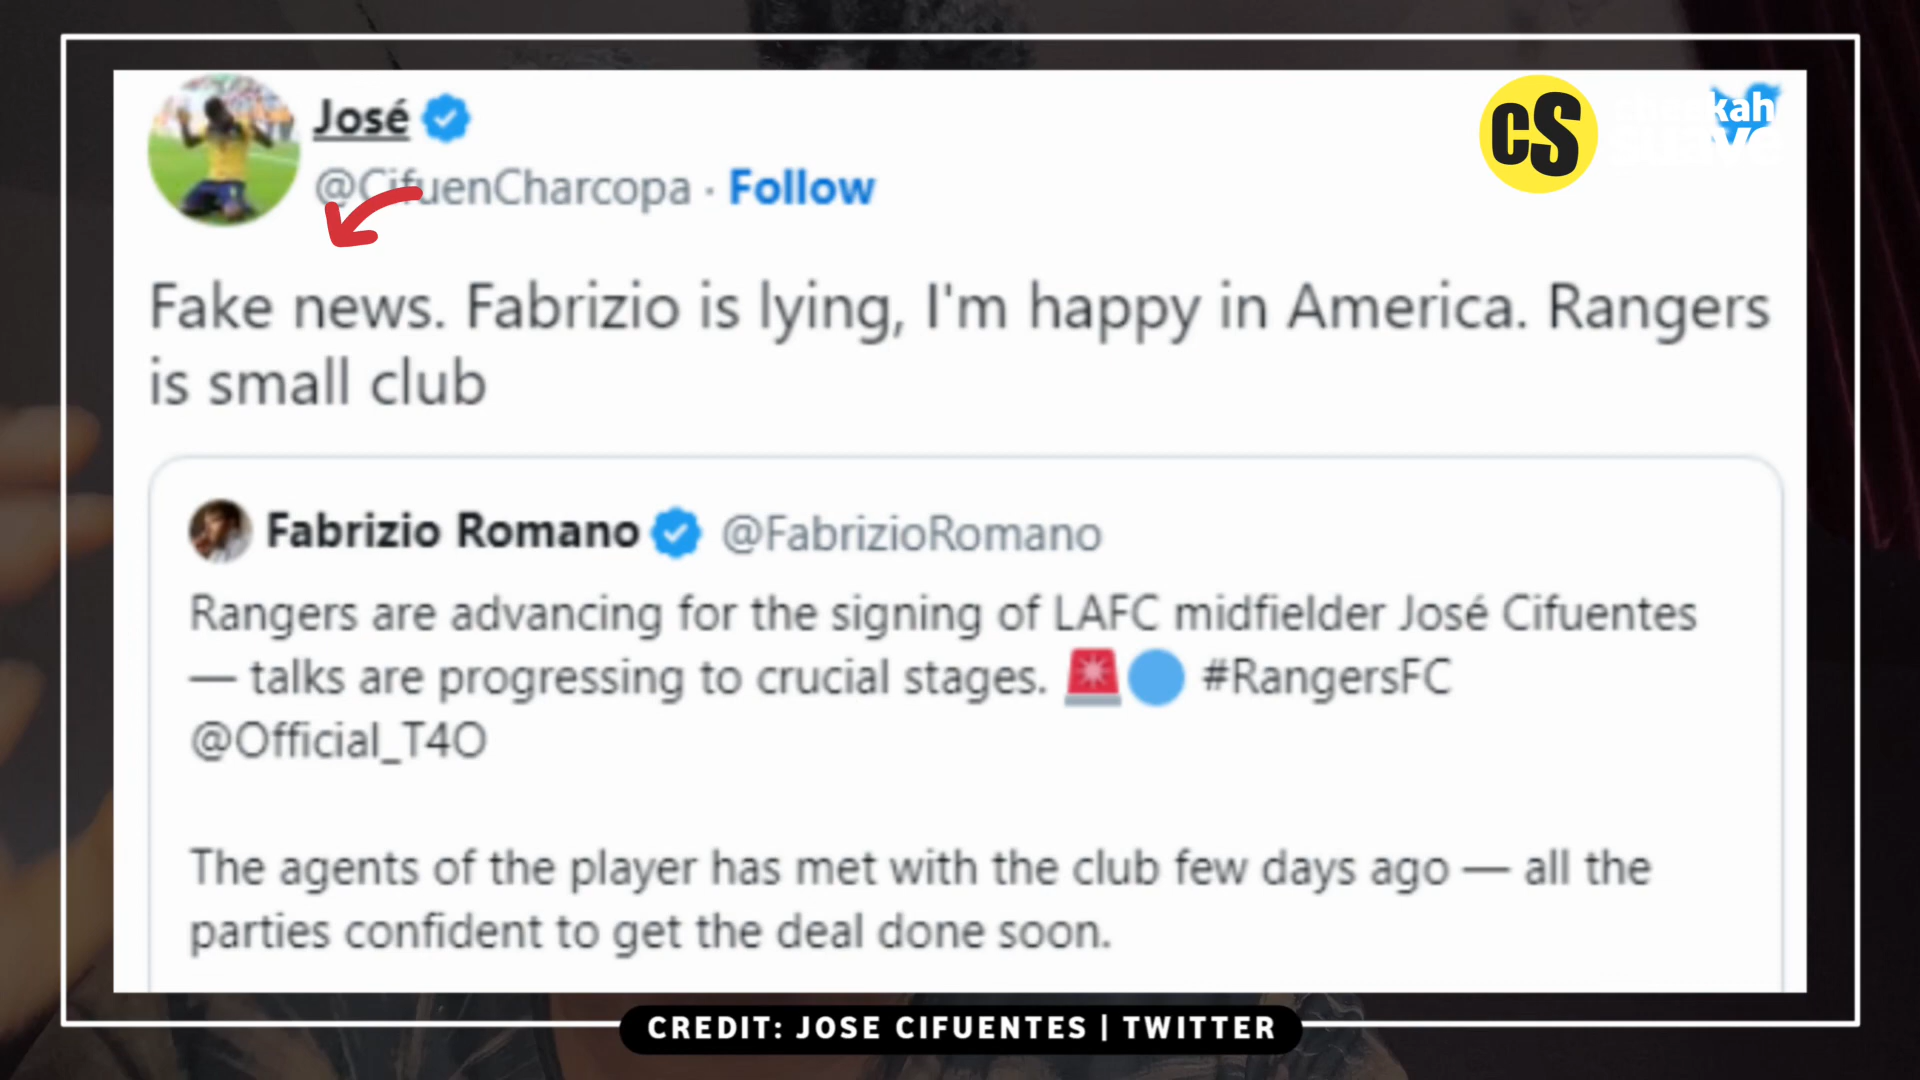 José
@CifuenCharcopa · Follow
CS
kah
Fake news. Fabrizio is lying, I'm happy in America. Rangers
is small club
Fabrizio Romano @FabrizioRomano
Rangers are advancing for the signing of LAFC midfielder José Cifuentes
— talks are progressing to crucial stages. 🚨🔵 #RangersFC
@Official_T4O
The agents of the player has met with the club few days ago — all the
parties confident to get the deal done soon.
CREDIT: JOSE CIFUENTES | TWITTER